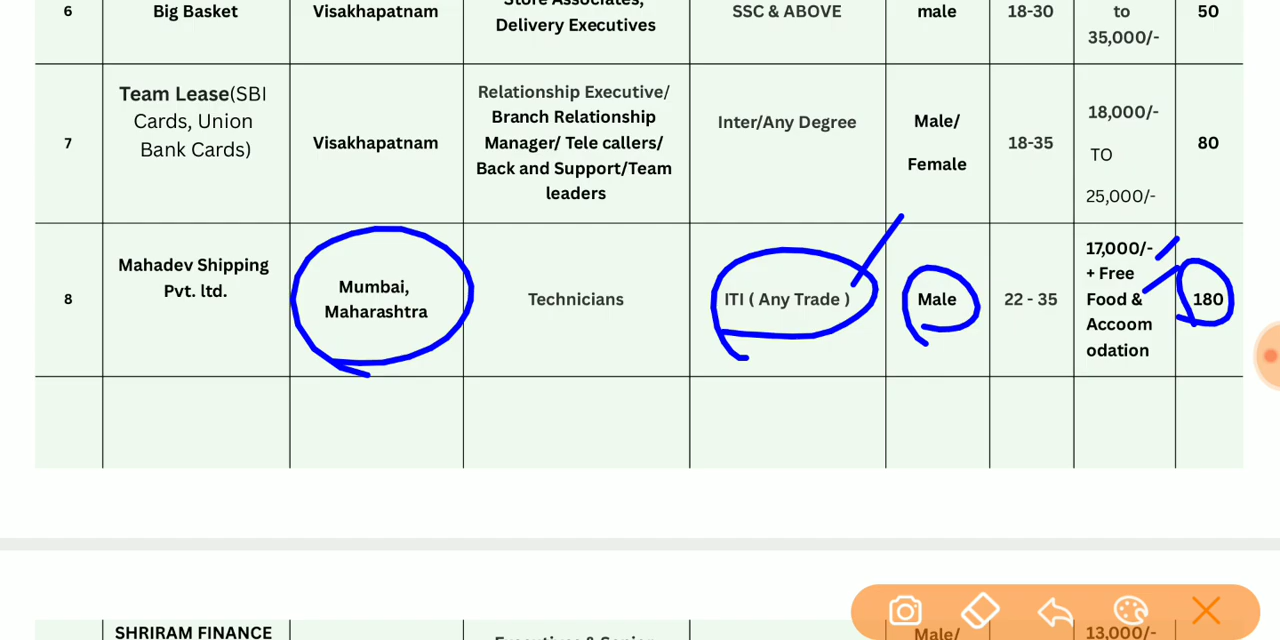 6
Big Basket
Visakhapatnam
Store Associates,
Delivery Executives
SSC & ABOVE
male
18-30
to
35,000/-
50
7
Team Lease(SBI
Cards, Union
Bank Cards)
Visakhapatnam
Relationship Executive/
Branch Relationship
Manager/ Tele callers/
Back and Support/Team
leaders
Inter/Any Degree
Male/
Female
18-35
18,000/-
TO
25,000/-
80
8
Mahadev Shipping
Pvt. ltd.
Mumbai,
Maharashtra
Technicians
ITI ( Any Trade )
Male
22 - 35
17,000/-
+ Free
Food &
Accoom
odation
180
SHRIRAM FINANCE
Male/
13,000/-